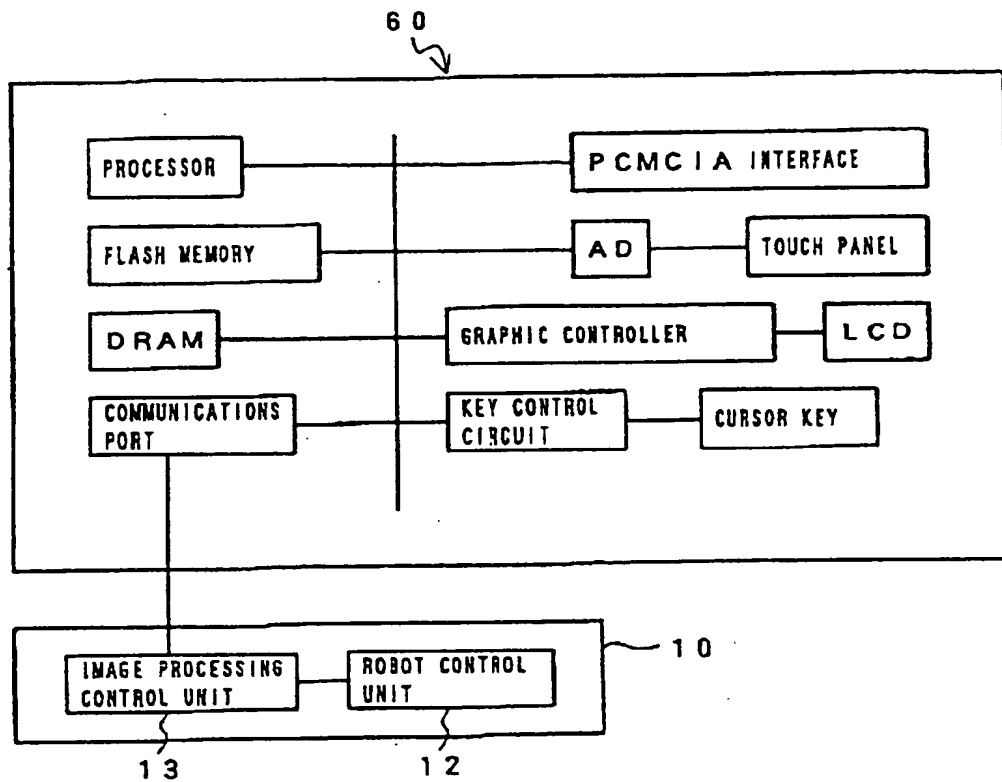 60
PROCESSOR
PCMCIA INTERFACE
FLASH MEMORY
AD
TOUCH PANEL
DRAM
GRAPHIC CONTROLLER
LCD
COMMUNICATIONS
PORT
KEY CONTROL
CIRCUIT
CURSOR KEY
IMAGE PROCESSING
CONTROL UNIT
ROBOT CONTROL
UNIT
10
13
12